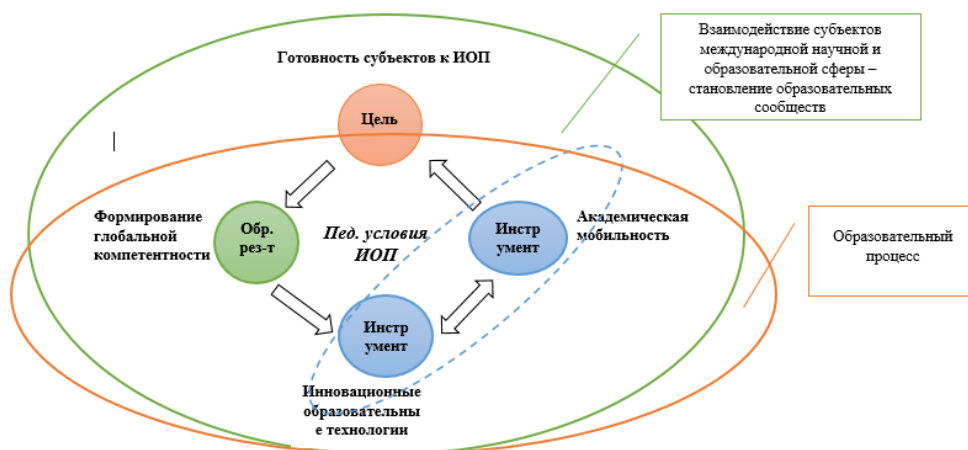 Взаимодействие субъектов
международной научной и
образовательной сферы –
становление образовательных
сообществ
Готовность субъектов к ИОП
Цель
Формирование
глобальной
компетентности
Обр.
рез-т
Пед. условия
ИОП
Инстр
умент
Академическая
мобильность
Образовательный
процесс
Инстр
умент
Инновационные
образовательны
е технологии